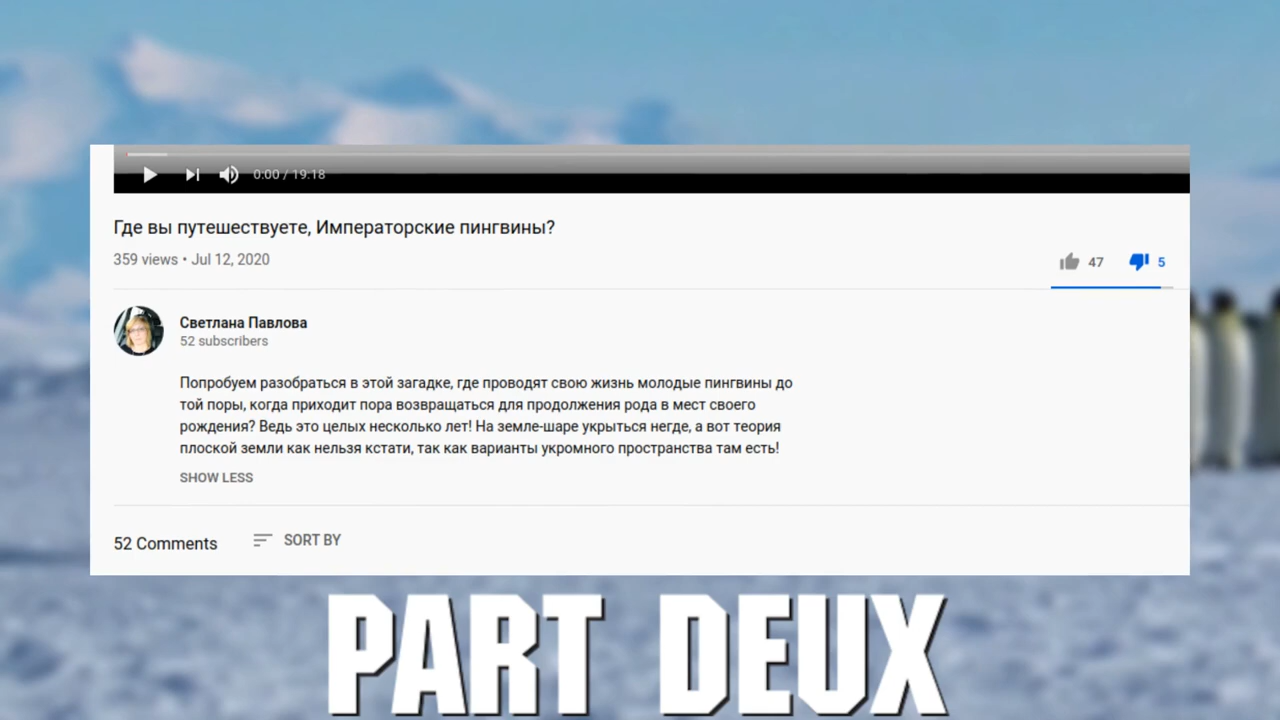 0:00 / 19:18
Где вы путешествуете, Императорские пингвины?
359 views • Jul 12, 2020
47
5
Светлана Павлова
52 subscribers
Попробуем разобраться в этой загадке, где проводят свою жизнь молодые пингвины до
той поры, когда приходит пора возвращаться для продолжения рода в мест своего
рождения? Ведь это целых несколько лет! На земле-шаре укрыться негде, а вот теория
плоской земли как нельзя кстати, так как варианты укромного пространства там есть!
SHOW LESS
52 Comments
SORT BY
PART DEUX